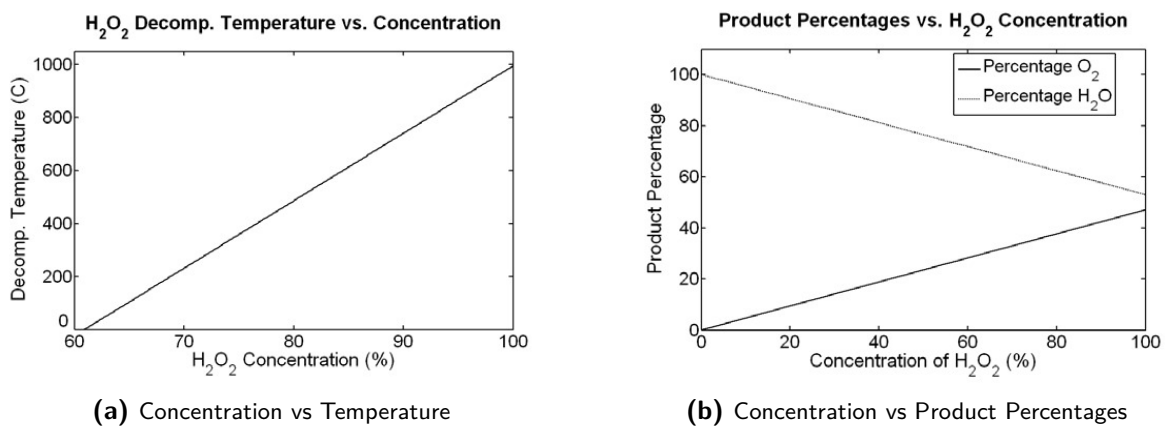 H₂O₂ Decomp. Temperature vs. Concentration
1000
800
600
400
200
0
Decomp. Temperature (C)
60
70
80
90
100
H₂O₂ Concentration (%)
(a) Concentration vs Temperature
Product Percentages vs. H₂O₂ Concentration
Percentage O₂
Percentage H₂O
100
80
60
40
20
0
Product Percentage
0
20
40
60
80
100
Concentration of H₂O₂ (%)
(b) Concentration vs Product Percentages